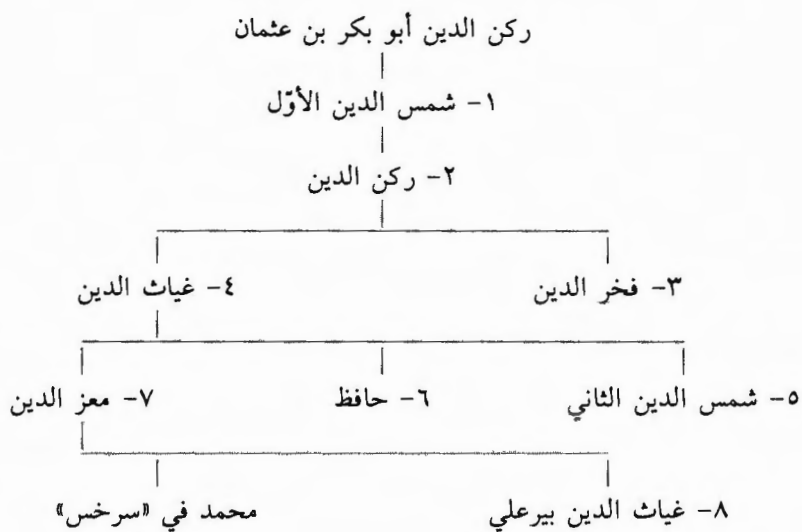 ركن الدين أبو بكر بن عثمان
١- شمس الدين الأوّل
٢- ركن الدين
٣- فخر الدين
٤- غياث الدين
٥- شمس الدين الثاني
٦- حافظ
٧- معز الدين
٨- غياث الدين بيرعلي
محمد في «سرخس»